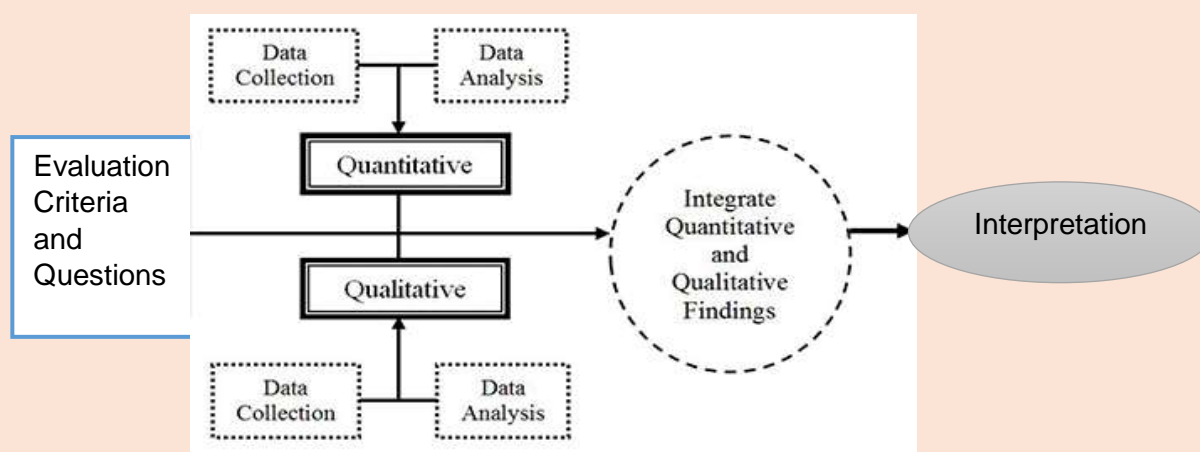 Data
Collection
Data
Analysis
Quantitative
Evaluation
Criteria
and
Questions
Qualitative
Data
Collection
Data
Analysis
Integrate
Quantitative
and
Qualitative
Findings
Interpretation